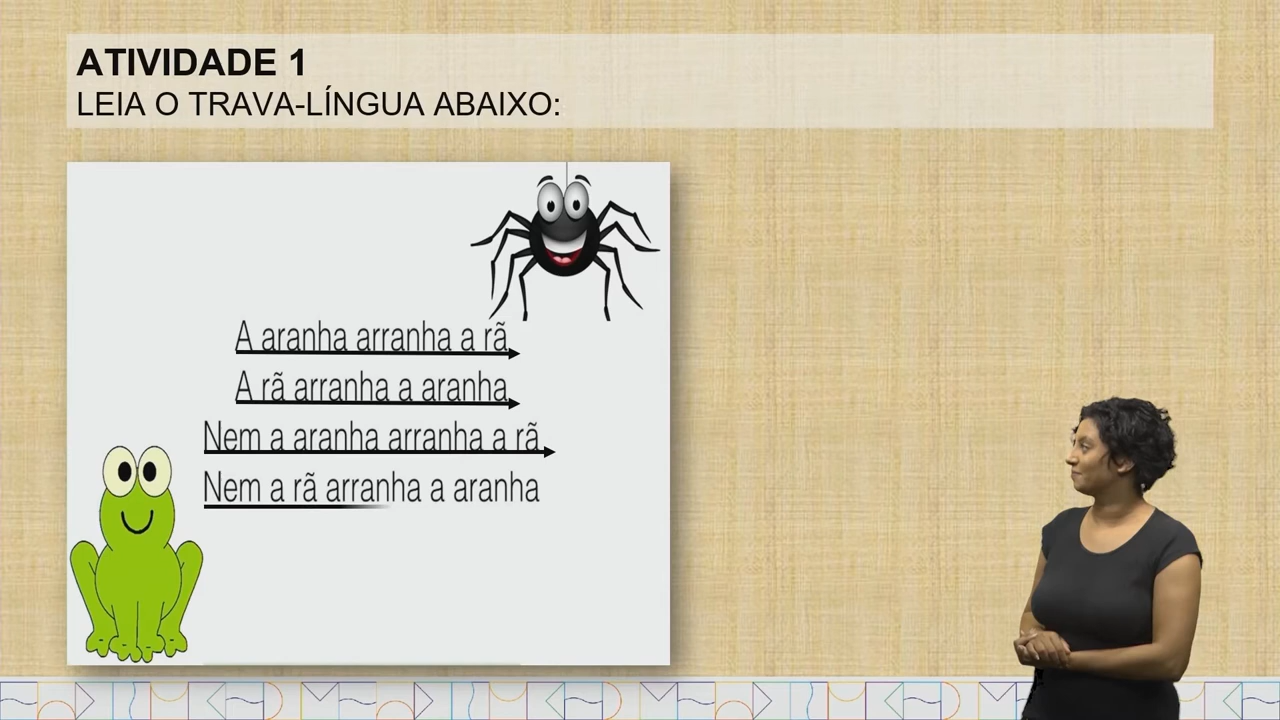 ATIVIDADE 1
LEIA O TRAVA-LÍNGUA ABAIXO:
A aranha arranha a rã
A rã arranha a aranha
Nem a aranha arranha a rã
Nem a rã arranha a aranha